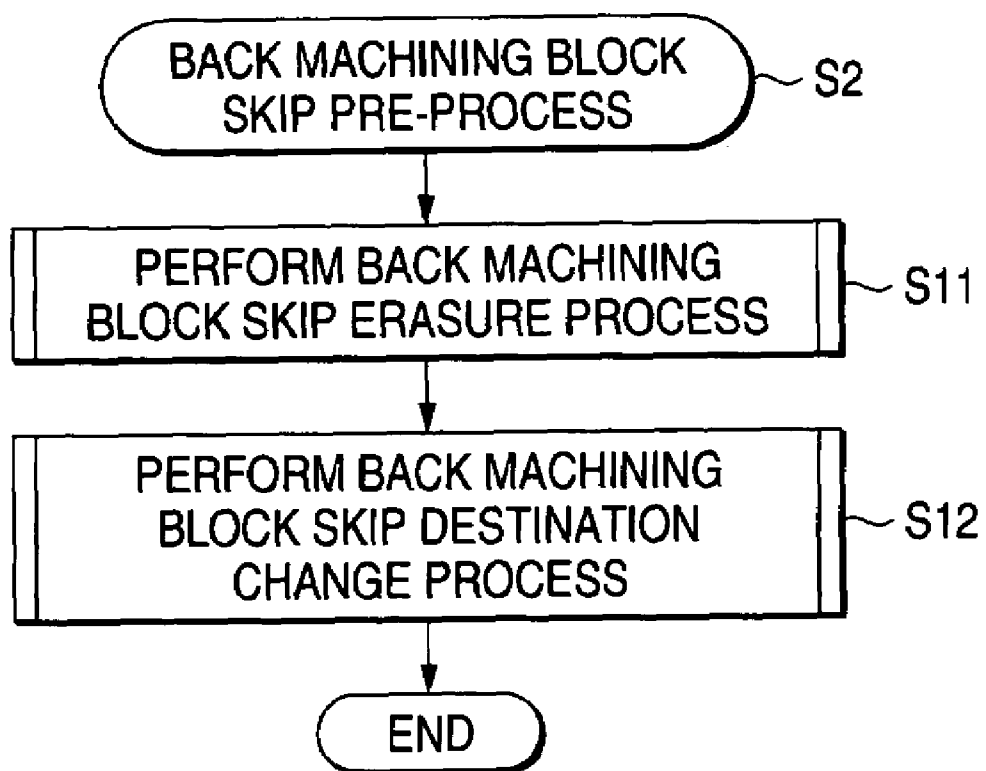 BACK MACHINING BLOCK
SKIP PRE-PROCESS
S2
PERFORM BACK MACHINING
BLOCK SKIP ERASURE PROCESS
S11
PERFORM BACK MACHINING
BLOCK SKIP DESTINATION
CHANGE PROCESS
S12
END